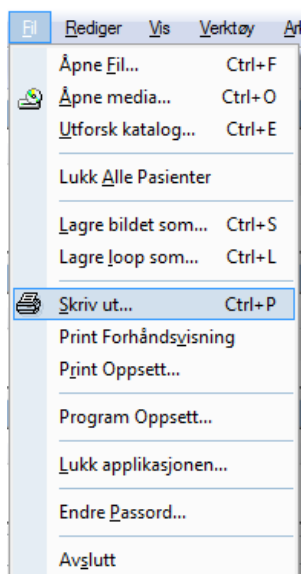 Fil Rediger Vis Verktøy
Åpne Fil... Ctrl+F
Åpne media... Ctrl+O
Utforsk katalog... Ctrl+E
Lukk Alle Pasienter
Lagre bildet som... Ctrl+S
Lagre loop som... Ctrl+L
Skriv ut... Ctrl+P
Print Forhåndsvisning
Print Oppsett...
Program Oppsett...
Lukk applikasjonen...
Endre Passord...
Avslutt